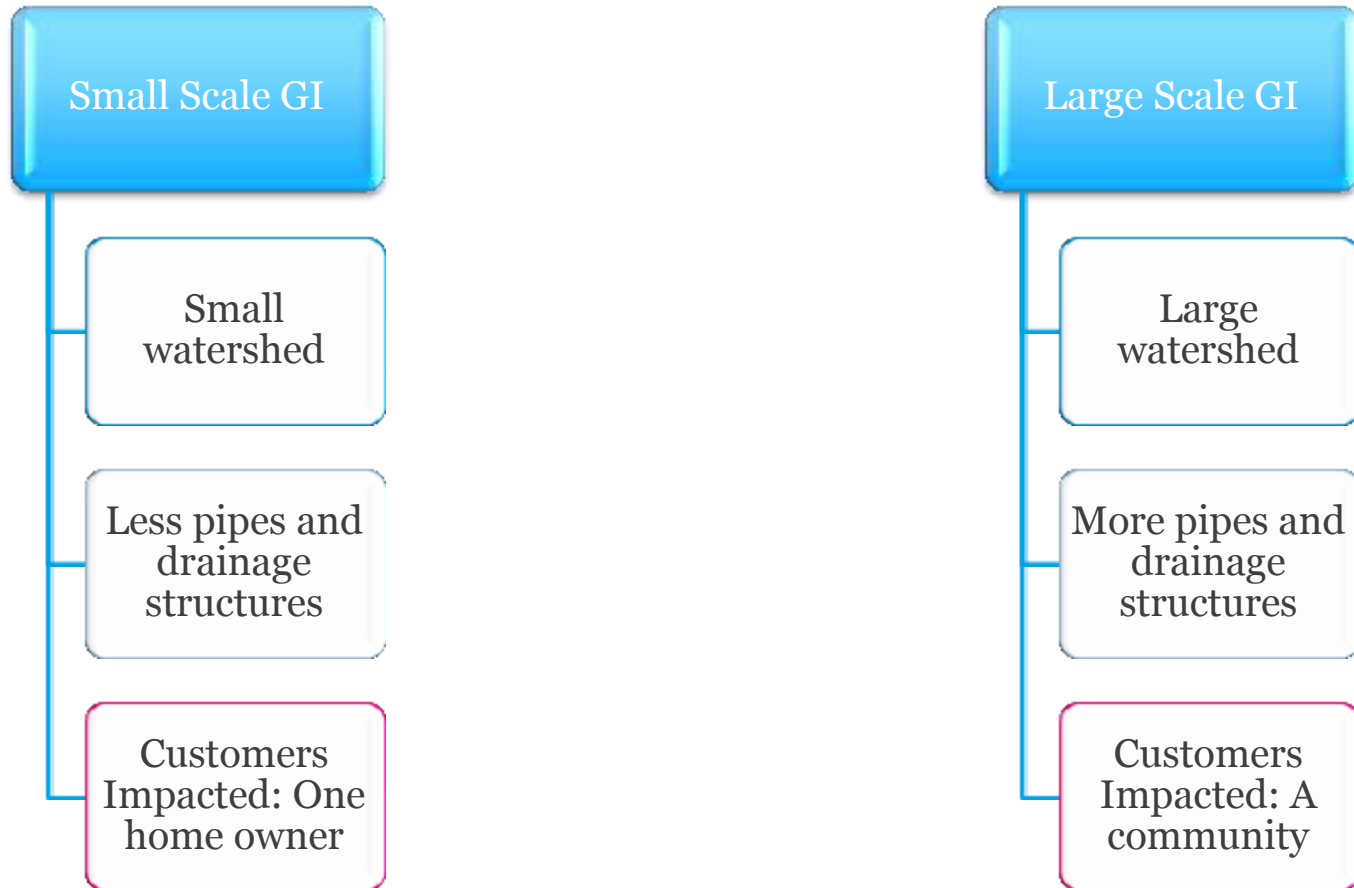 Small Scale GI
Small
watershed
Less pipes and
drainage
structures
Customers
Impacted: One
home owner
Large Scale GI
Large
watershed
More pipes and
drainage
structures
Customers
Impacted: A
community